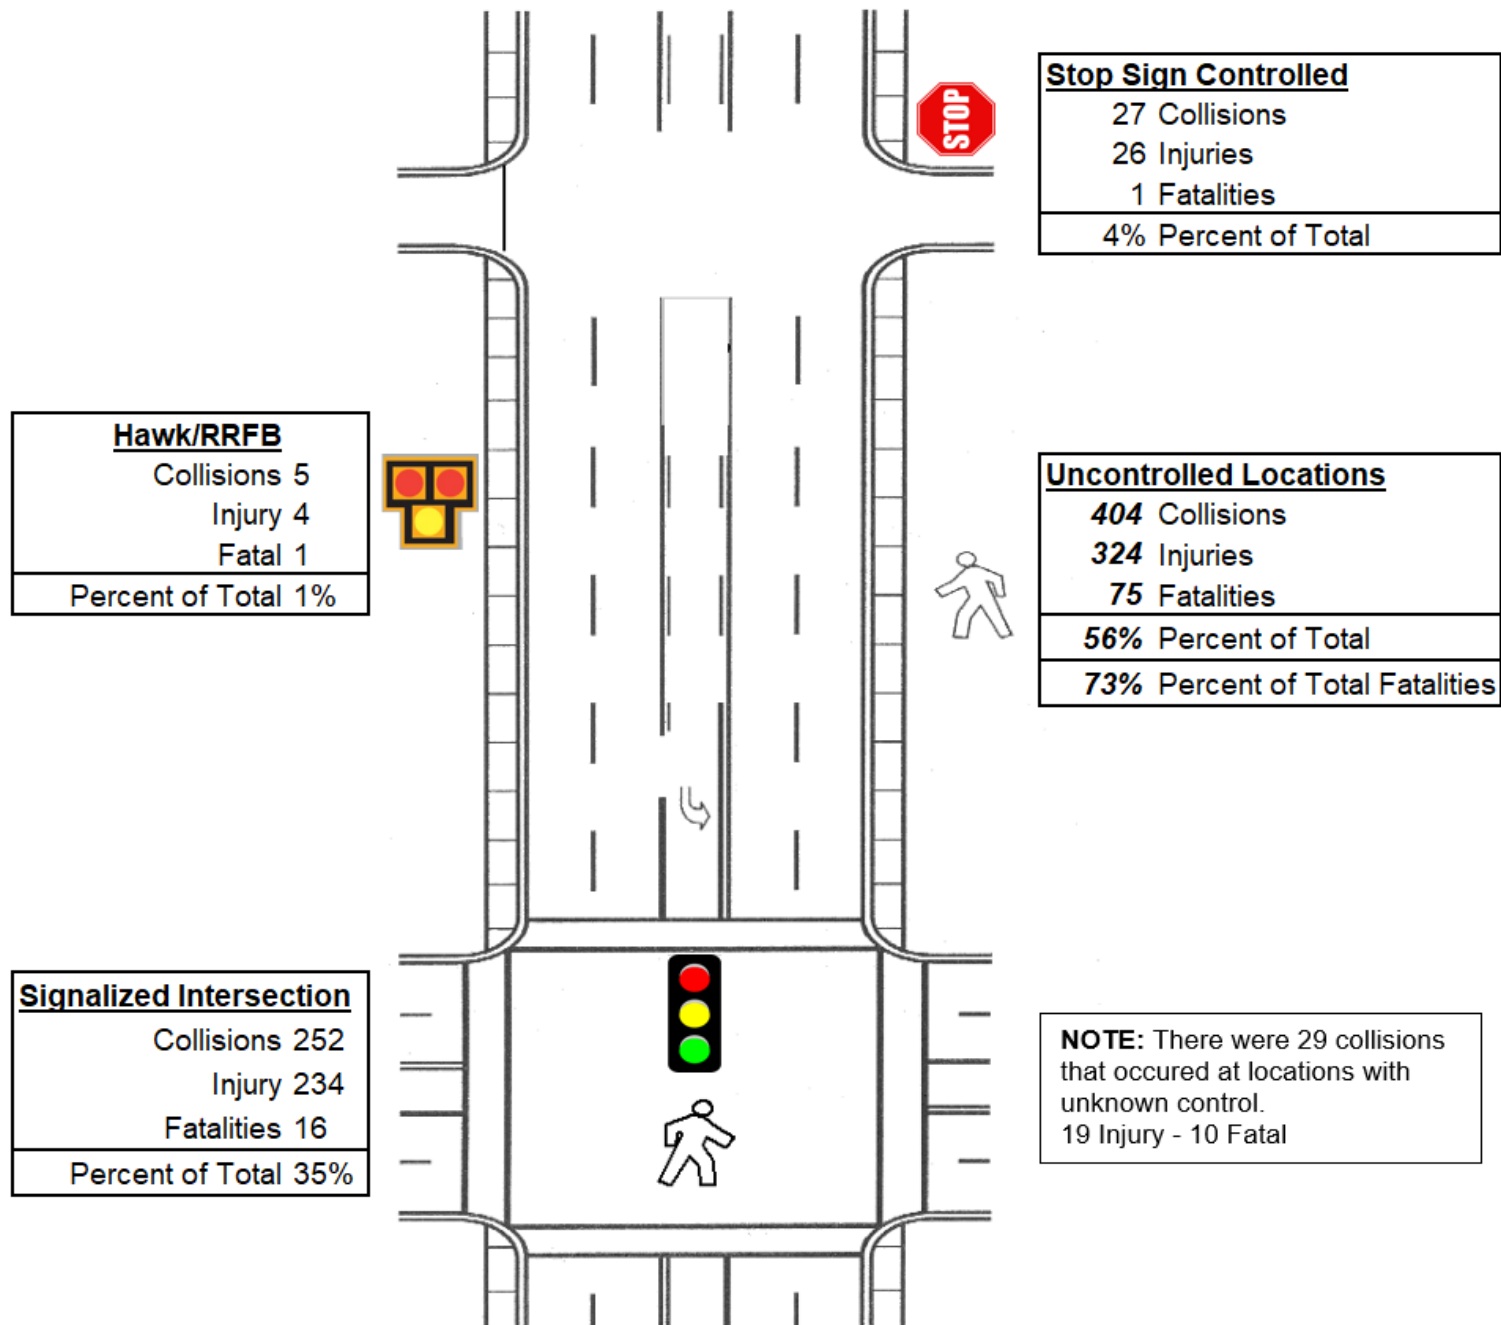 STOP
Stop Sign Controlled
27 Collisions
26 Injuries
1 Fatalities
4% Percent of Total
Hawk/RRFB
Collisions 5
Injury 4
Fatal 1
Percent of Total 1%
Uncontrolled Locations
404 Collisions
324 Injuries
75 Fatalities
56% Percent of Total
73% Percent of Total Fatalities
Signalized Intersection
Collisions 252
Injury 234
Fatalities 16
Percent of Total 35%
NOTE: There were 29 collisions
that occured at locations with
unknown control.
19 Injury - 10 Fatal